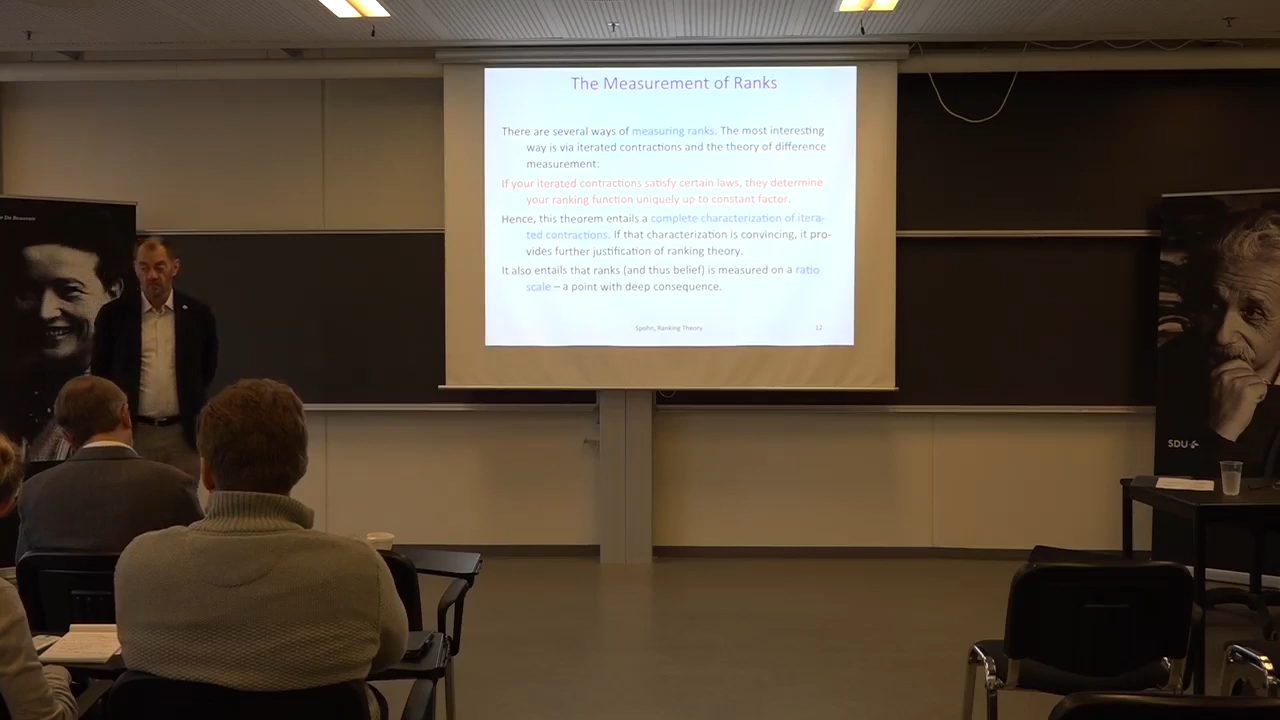 The Measurement of Ranks
There are several ways of measuring ranks. The most interesting
way is via iterated contractions and the theory of difference
measurement:
If your iterated contractions satisfy certain laws, they determine
your ranking function uniquely up to constant factor.
Hence, this theorem entails a complete characterization of itera-
ted contractions. If that characterization is convincing, it pro-
vides further justification of ranking theory.
It also entails that ranks (and thus belief) is measured on a ratio
scale – a point with deep consequence.
Spohn, Ranking Theory
12
De Beauvoir
SDU